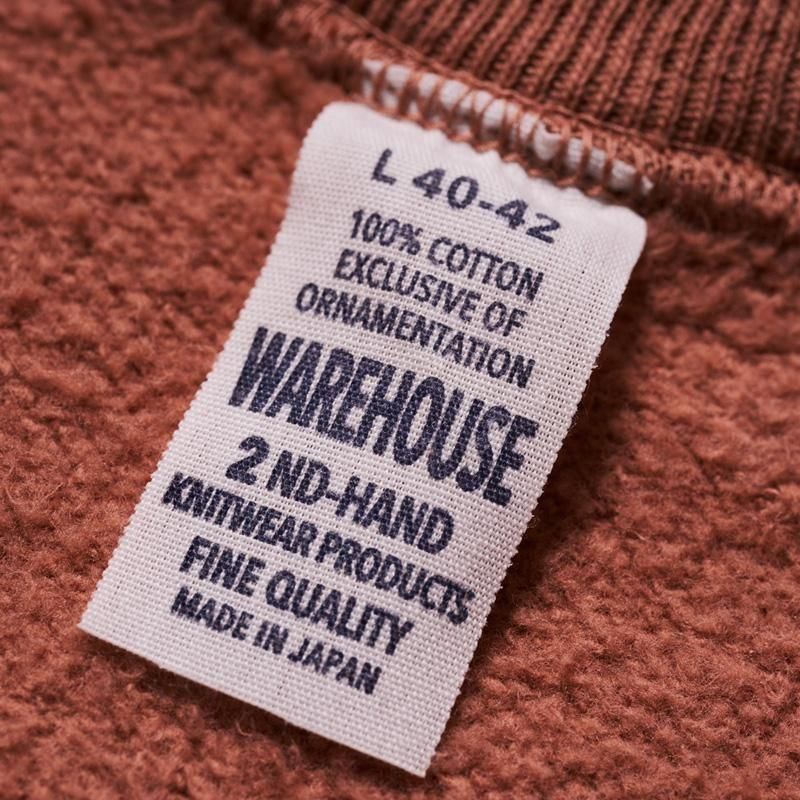 L 40-42
100% COTTON
EXCLUSIVE OF
ORNAMENTATION
WAREHOUSE
2 ND-HAND
KNITWEAR PRODUCTS
FINE QUALITY
MADE IN JAPAN